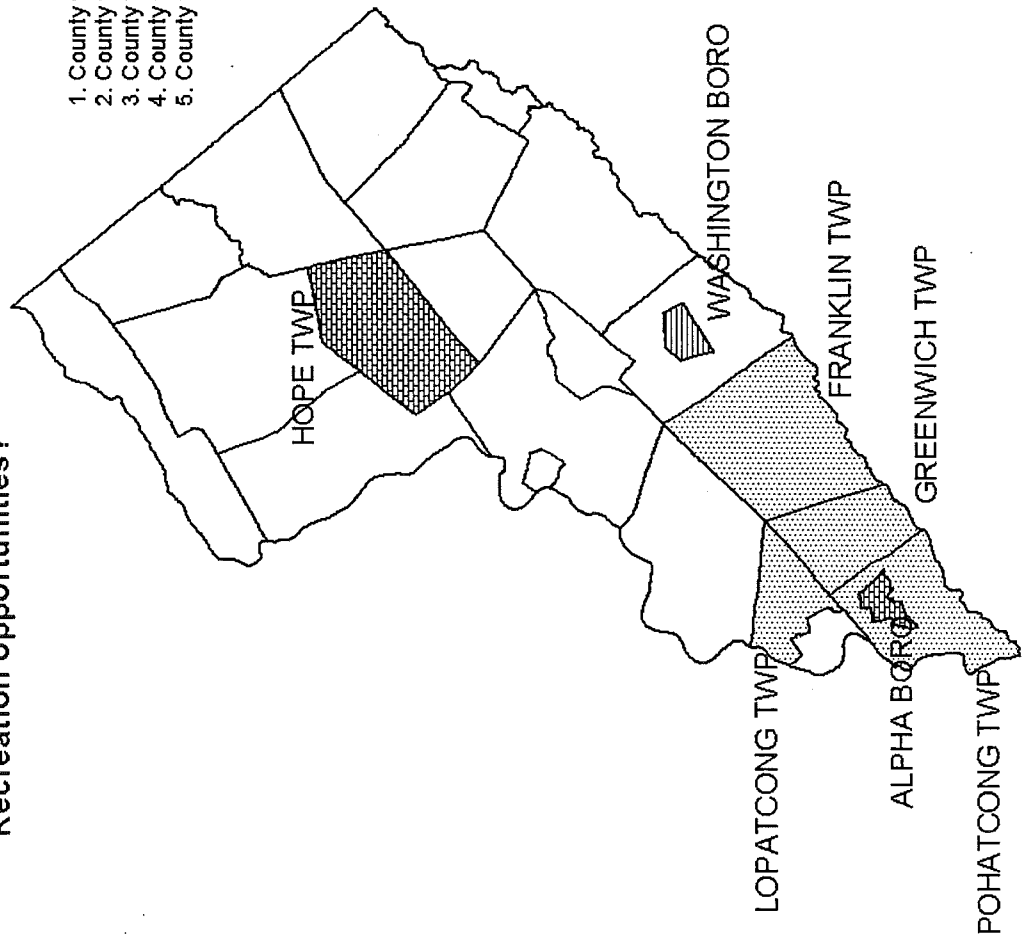 Recreation opportunities?
1. County
2. County
3. County
4. County
5. County
HOPE TWP
WASHINGTON BORO
FRANKLIN TWP
GREENWICH TWP
LOPATCONG TWP
ALPHA BORO
POHATCONG TWP